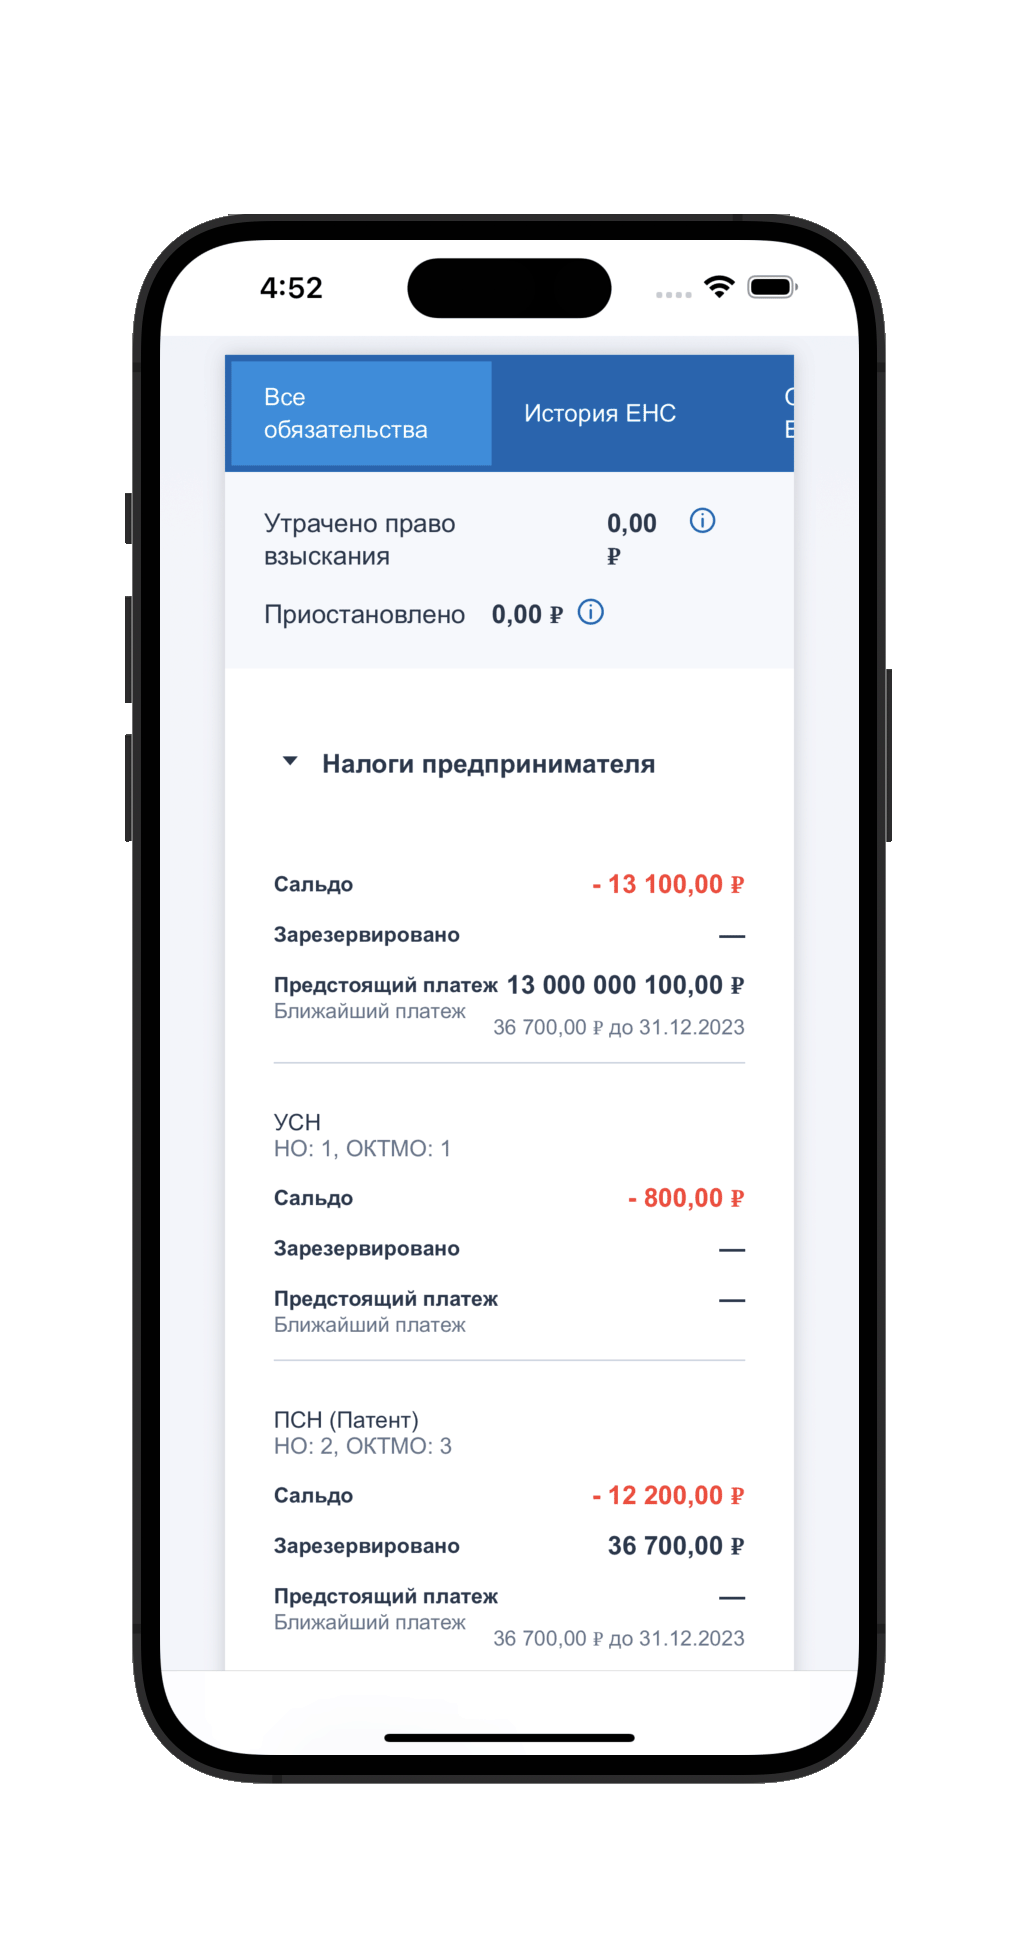 4:52
Все
обязательства
История ЕНС
Утрачено право
взыскания
0,00
₽
Приостановлено 0,00 ₽
Налоги предпринимателя
Сальдо - 13 100,00 ₽
Зарезервировано —
Предстоящий платеж 13 000 000 100,00 ₽
Ближайший платеж
36 700,00 ₽ до 31.12.2023
УСН
НО: 1, ОКТМО: 1
Сальдо - 800,00 ₽
Зарезервировано —
Предстоящий платеж —
Ближайший платеж
ПСН (Патент)
НО: 2, ОКТМО: 3
Сальдо - 12 200,00 ₽
Зарезервировано 36 700,00 ₽
Предстоящий платеж —
Ближайший платеж
36 700,00 ₽ до 31.12.2023